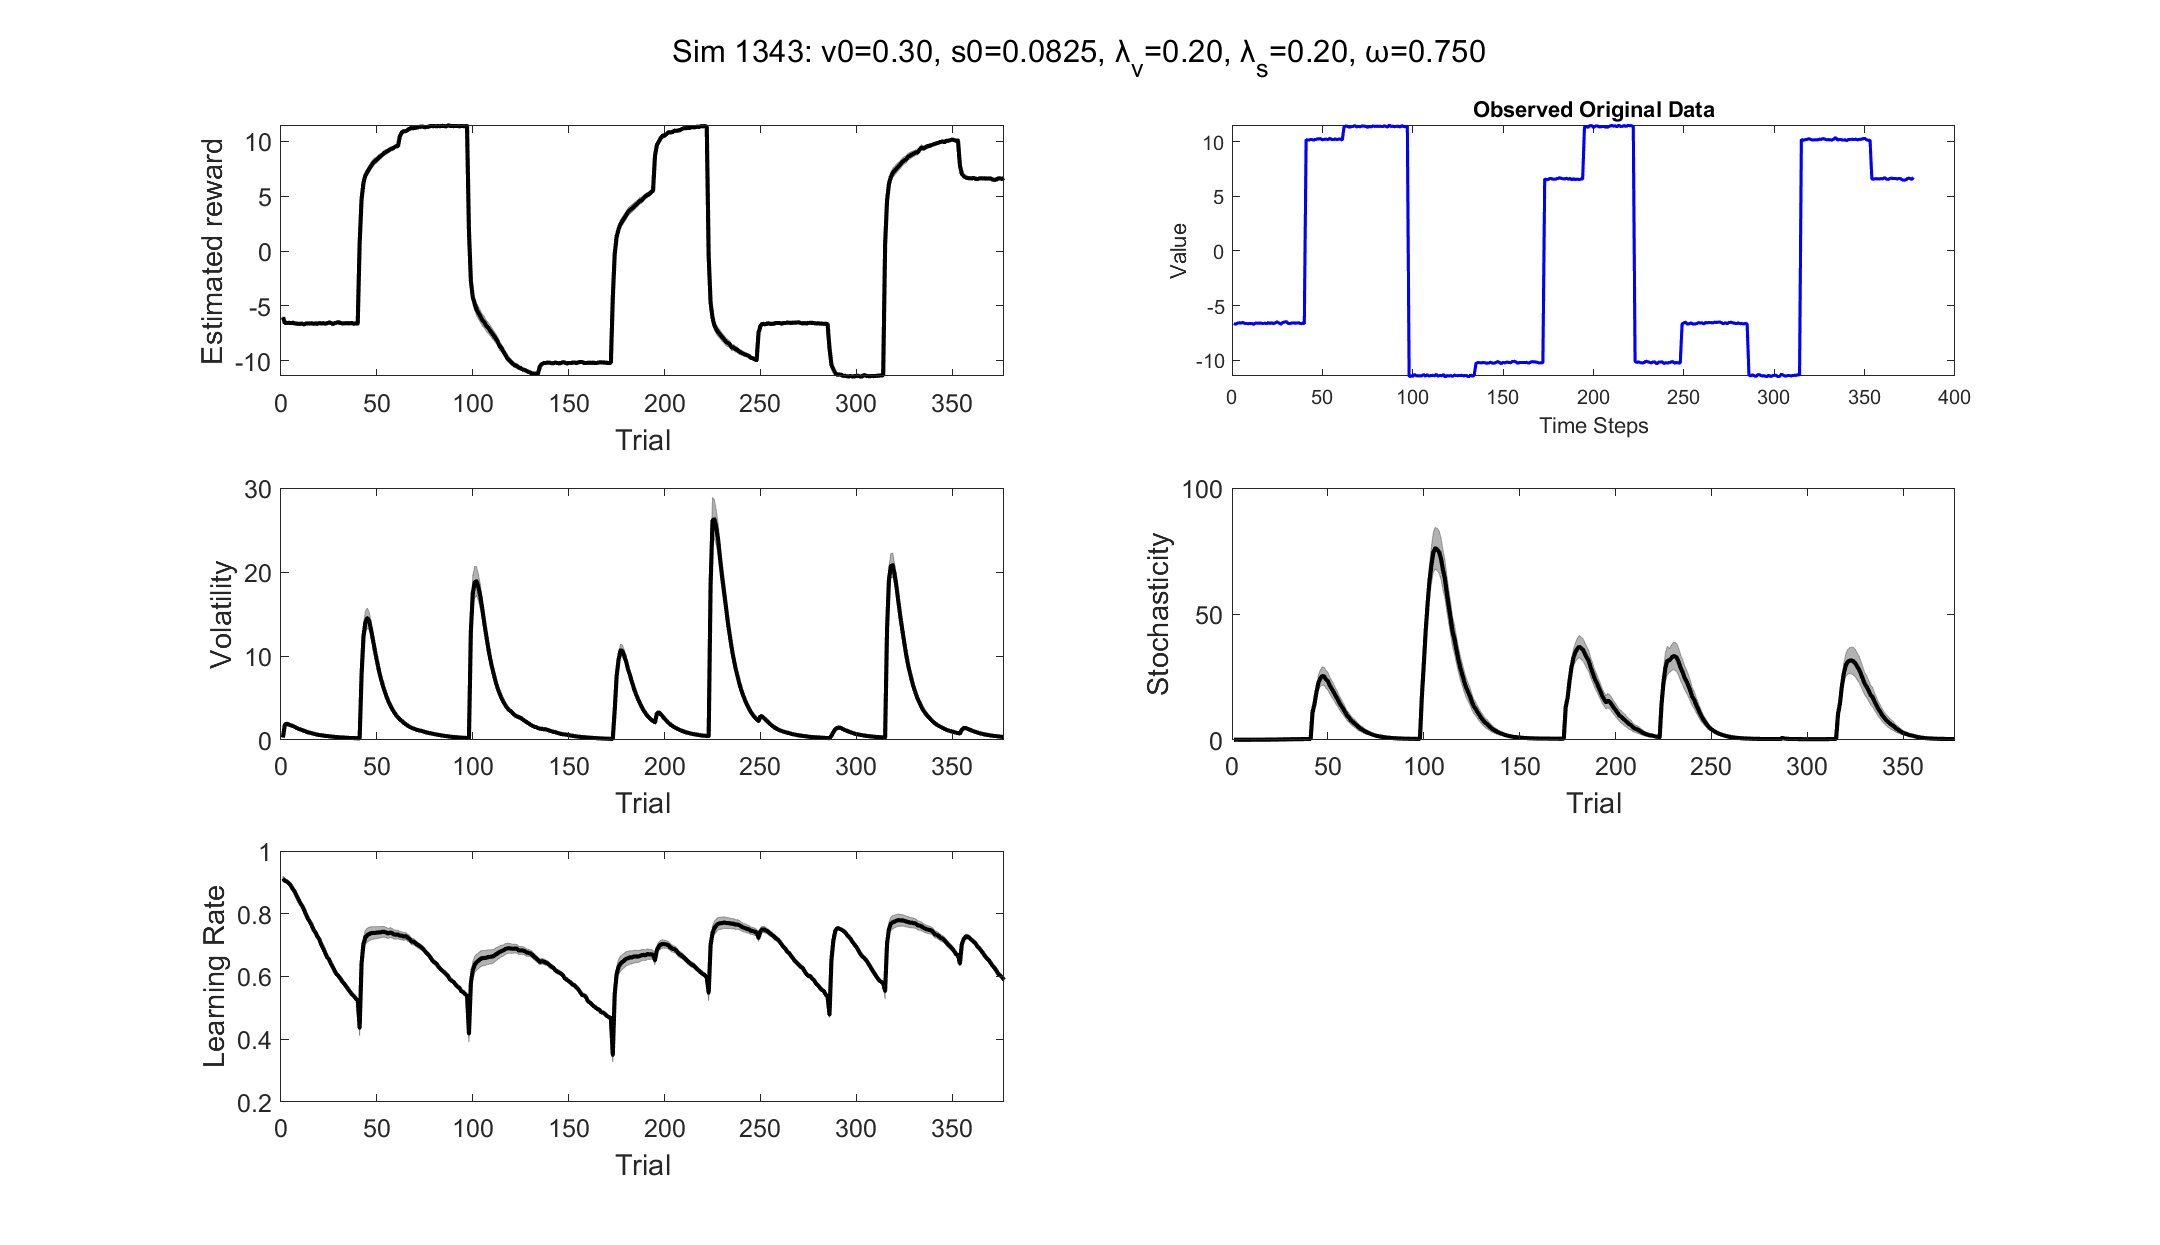 Sim 1343: v0=0.30, s0=0.0825, λv=0.20, λs=0.20, ω=0.750
Estimated reward
10
5
0
-5
-10
0 50 100 150 200 250 300 350
Trial
Observed Original Data
Value
10
5
0
-5
-10
0 50 100 150 200 250 300 350 400
Time Steps
Volatility
30
20
10
0
0 50 100 150 200 250 300 350
Trial
Stochasticity
100
50
0
0 50 100 150 200 250 300 350
Trial
Learning Rate
1
0.8
0.6
0.4
0.2
0 50 100 150 200 250 300 350
Trial